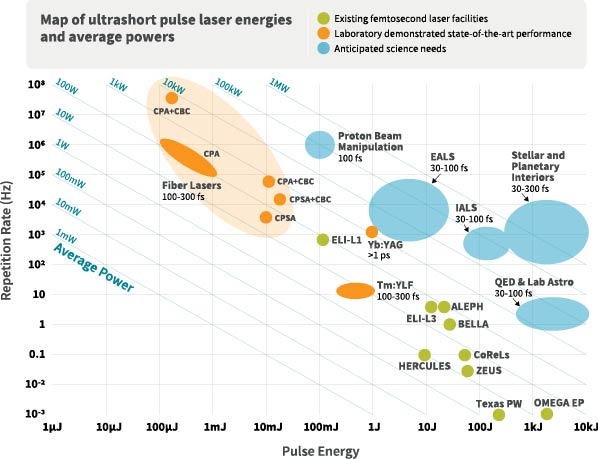 Map of ultrashort pulse laser energies
and average powers
Existing femtosecond laser facilities
Laboratory demonstrated state-of-the-art performance
Anticipated science needs
Repetition Rate (Hz)
10⁸
10⁷
10⁶
10⁵
10⁴
10³
10²
10
1
0.1
10⁻²
10⁻³
100W
1kW
10kW
100kW
1MW
10W
1W
100mW
10mW
1mW
Average Power
CPA+CBC
CPA
Fiber Lasers
100-300 fs
CPA+CBC
CPSA+CBC
CPSA
Proton Beam
Manipulation
100 fs
EALS
30-100 fs
Stellar and
Planetary
Interiors
30-300 fs
IALS
30-100 fs
ELI-L1
Yb:YAG
>1 ps
Tm:YLF
100-300 fs
QED & Lab Astro
30-100 fs
ALEPH
ELI-L3
BELLA
HERCULES
CoReLs
ZEUS
Texas PW
OMEGA EP
1μJ
10μJ
100μJ
1mJ
10mJ
100mJ
1J
10J
100J
1kJ
10kJ
Pulse Energy